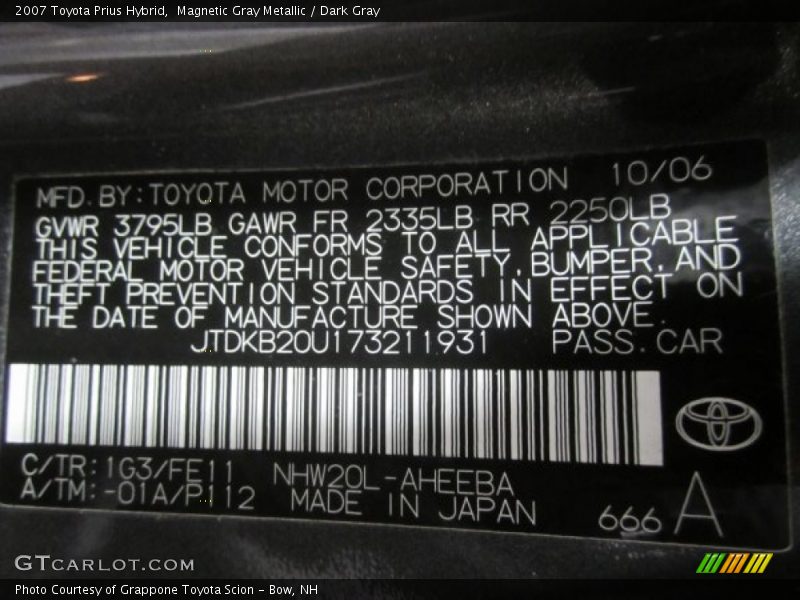 2007 Toyota Prius Hybrid, Magnetic Gray Metallic / Dark Gray
MFD. BY: TOYOTA MOTOR CORPORATION 10/06
GVWR 3795LB GAWR FR 2335LB RR 2250LB
THIS VEHICLE CONFORMS TO ALL APPLICABLE
FEDERAL MOTOR VEHICLE SAFETY, BUMPER, AND
THEFT PREVENTION STANDARDS IN EFFECT ON
THE DATE OF MANUFACTURE SHOWN ABOVE.
JTDKB20U173211931 PASS. CAR
C/TR: 1G3/FE11 NHW20L-AHEEBA
A/TM: -01A/P112 MADE IN JAPAN 666 A
GTCARLOT.COM
Photo Courtesy of Grappone Toyota Scion - Bow, NH